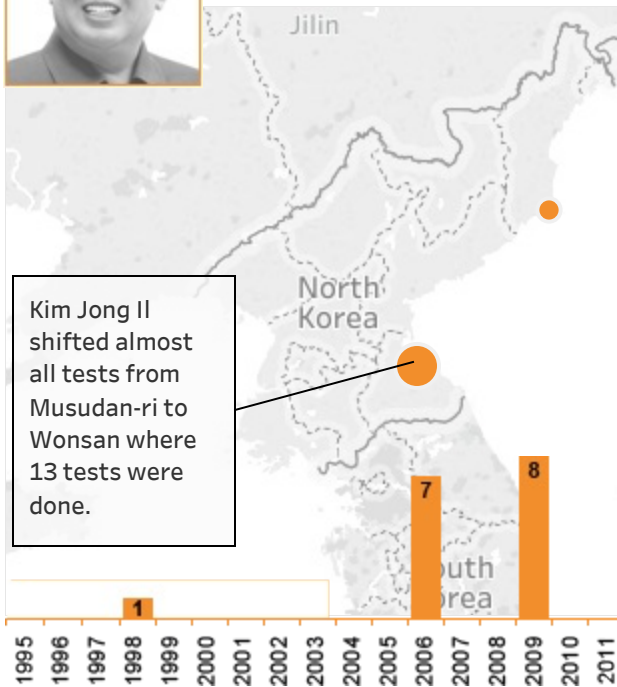 Jilin
North
Korea
Kim Jong Il
shifted almost
all tests from
Musudan-ri to
Wonsan where
13 tests were
done.
7
8
1
outh
orea
1995
1996
1997
1998
1999
2000
2001
2002
2003
2004
2005
2006
2007
2008
2009
2010
2011